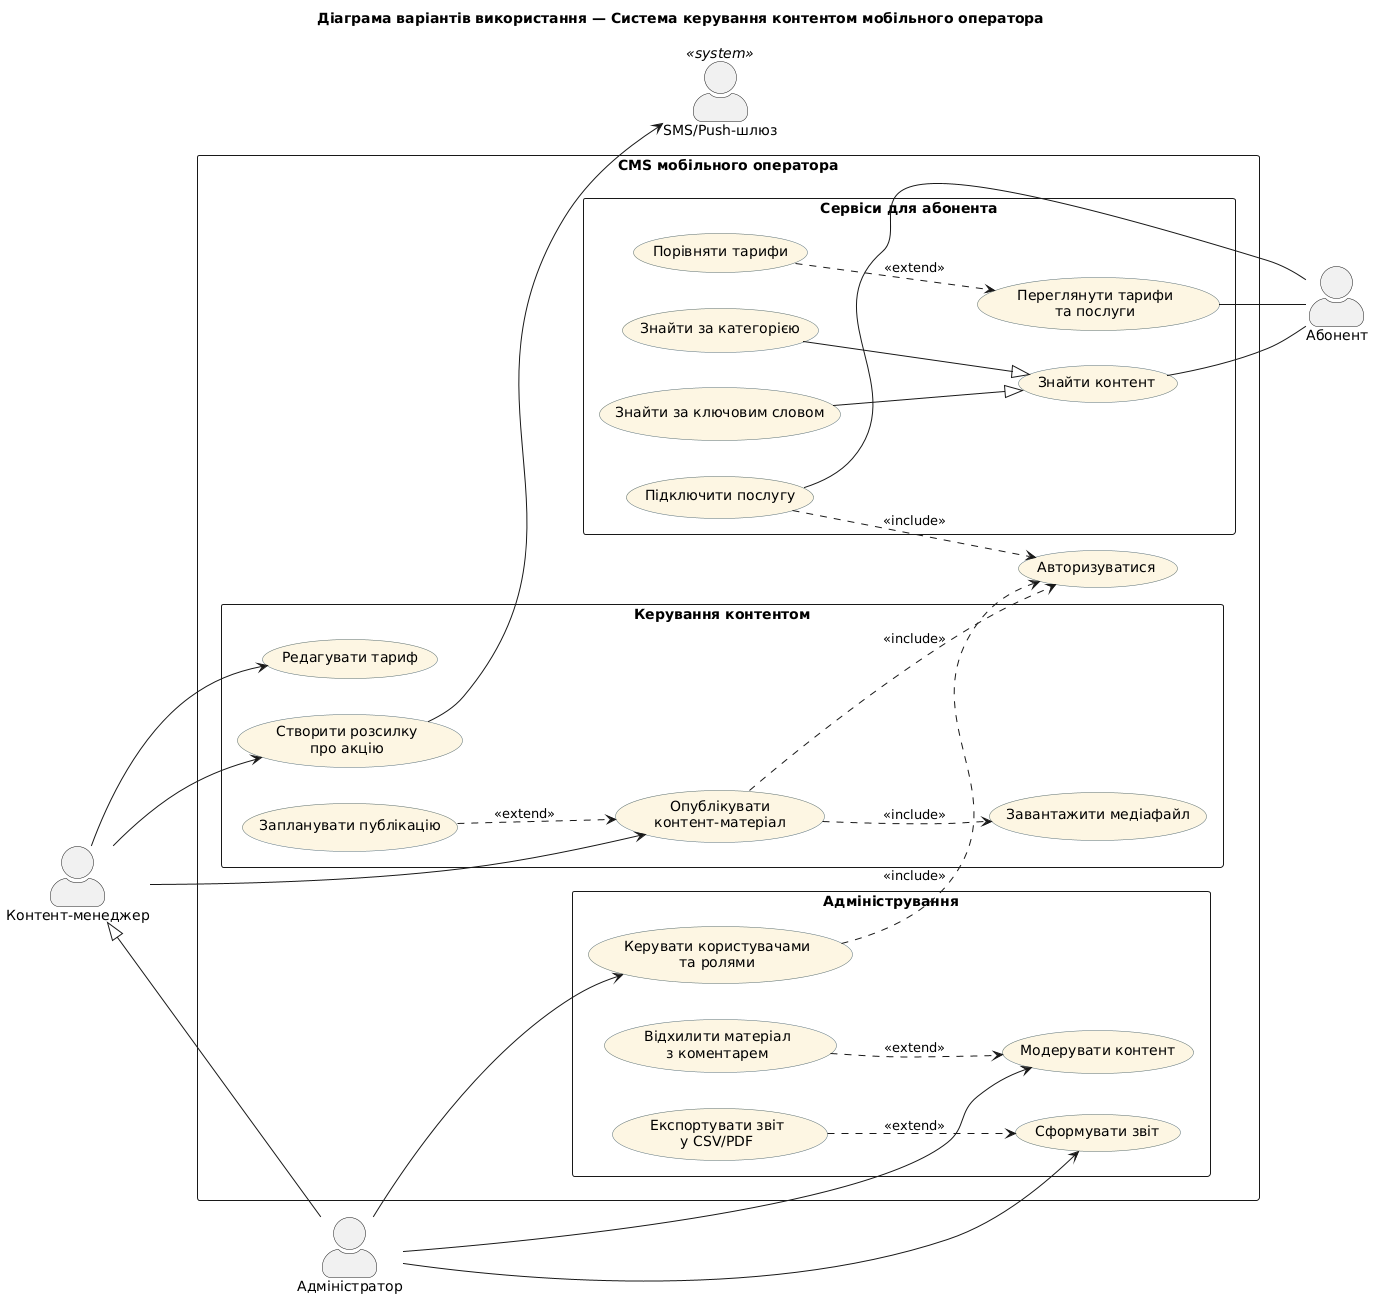 Діаграма варіантів використання — Система керування контентом мобільного оператора
«system»
SMS/Push-шлюз
CMS мобільного оператора
Сервіси для абонента
Порівняти тарифи
«extend»
Переглянути тарифи
та послуги
Абонент
Знайти за категорією
Знайти контент
Знайти за ключовим словом
Підключити послугу
«include»
Авторизуватися
Керування контентом
«include»
Редагувати тариф
Створити розсилку
про акцію
Запланувати публікацію
«extend»
Опублікувати
контент-матеріал
«include»
Завантажити медіафайл
Контент-менеджер
«include»
Адміністрування
Керувати користувачами
та ролями
Відхилити матеріал
з коментарем
«extend»
Модерувати контент
Експортувати звіт
у CSV/PDF
«extend»
Сформувати звіт
Адміністратор